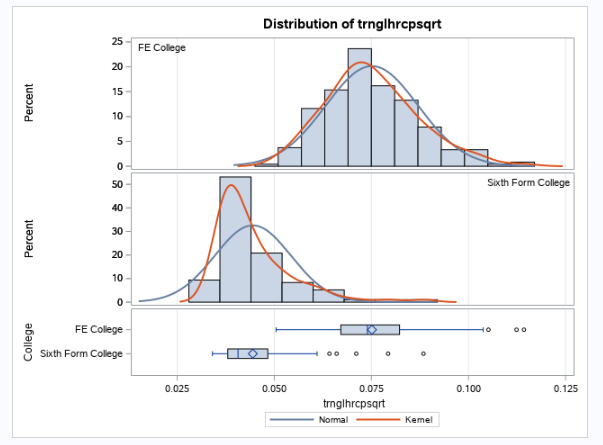 Distribution of trnglhrcpsqrt
FE College
Percent
25
20
15
10
5
0
Sixth Form College
Percent
50
40
30
20
10
0
College
FE College
Sixth Form College
0.025 0.050 0.075 0.100 0.125
trnglhrcpsqrt
Normal Kernel